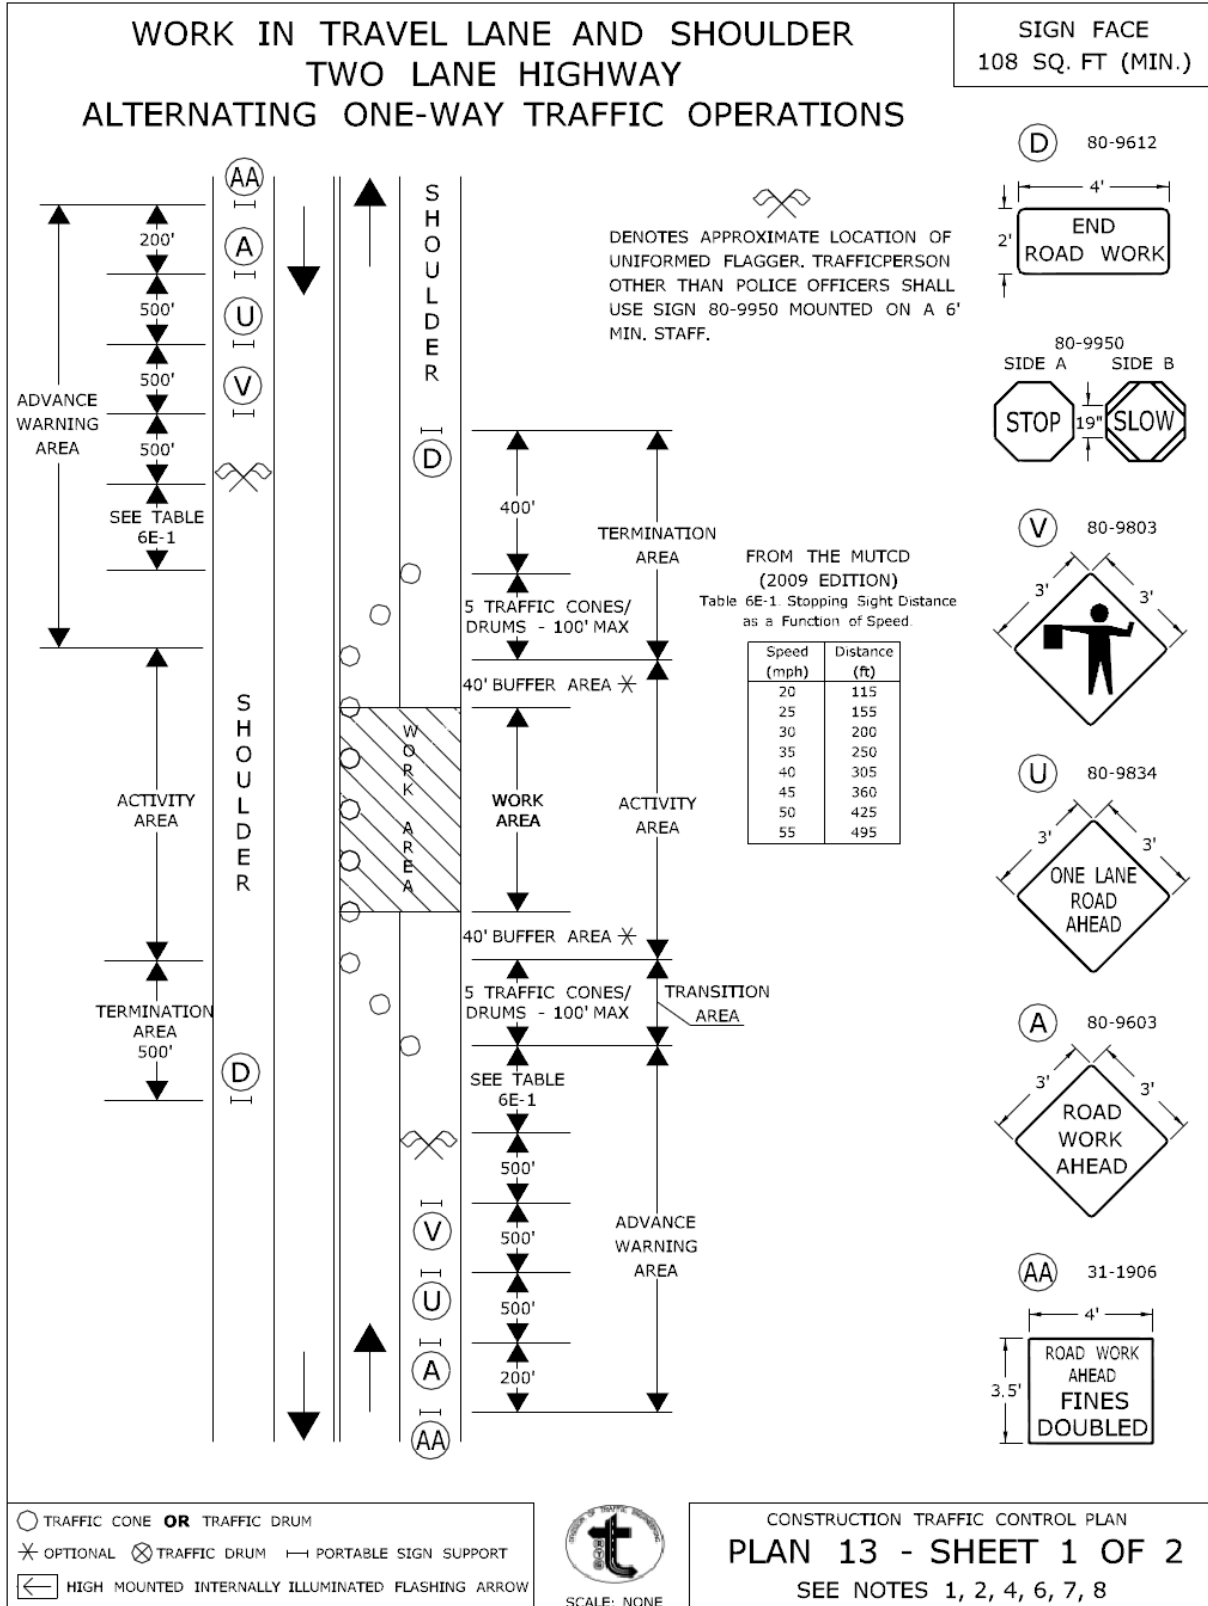 WORK IN TRAVEL LANE AND SHOULDER
TWO LANE HIGHWAY
ALTERNATING ONE-WAY TRAFFIC OPERATIONS
SIGN FACE
108 SQ. FT (MIN.)
AA
200'
A
500'
U
500'
V
500'
ADVANCE
WARNING
AREA
SEE TABLE
6E-1
SHOULDER
ACTIVITY
AREA
TERMINATION
AREA
500'
D
SHOULDER
D
400'
TERMINATION
AREA
5 TRAFFIC CONES/
DRUMS - 100' MAX
40' BUFFER AREA
WORK AREA
WORK
AREA
ACTIVITY
AREA
40' BUFFER AREA
5 TRAFFIC CONES/
DRUMS - 100' MAX
TRANSITION
AREA
SEE TABLE
6E-1
500'
V
500'
U
500'
A
200'
AA
ADVANCE
WARNING
AREA
DENOTES APPROXIMATE LOCATION OF
UNIFORMED FLAGGER. TRAFFICPERSON
OTHER THAN POLICE OFFICERS SHALL
USE SIGN 80-9950 MOUNTED ON A 6'
MIN. STAFF.
FROM THE MUTCD
(2009 EDITION)
Table 6E-1. Stopping Sight Distance
as a Function of Speed.
Speed Distance
(mph) (ft)
20 115
25 155
30 200
35 250
40 305
45 360
50 425
55 495
D 80-9612
4'
2'
END
ROAD WORK
80-9950
SIDE A SIDE B
STOP 19" SLOW
V 80-9803
3' 3'
U 80-9834
3' 3'
ONE LANE
ROAD
AHEAD
A 80-9603
3' 3'
ROAD
WORK
AHEAD
AA 31-1906
4'
3.5'
ROAD WORK
AHEAD
FINES
DOUBLED
TRAFFIC CONE OR TRAFFIC DRUM
OPTIONAL TRAFFIC DRUM PORTABLE SIGN SUPPORT
HIGH MOUNTED INTERNALLY ILLUMINATED FLASHING ARROW
DIVISION OF TRAFFIC ENGINEERING
SCALE: NONE
CONSTRUCTION TRAFFIC CONTROL PLAN
PLAN 13 - SHEET 1 OF 2
SEE NOTES 1, 2, 4, 6, 7, 8